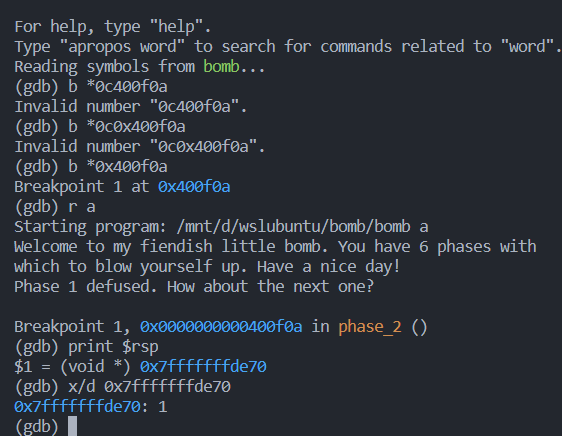 For help, type "help".
Type "apropos word" to search for commands related to "word".
Reading symbols from bomb...
(gdb) b *0c400f0a
Invalid number "0c400f0a".
(gdb) b *0c0x400f0a
Invalid number "0c0x400f0a".
(gdb) b *0x400f0a
Breakpoint 1 at 0x400f0a
(gdb) r a
Starting program: /mnt/d/wslubuntu/bomb/bomb a
Welcome to my fiendish little bomb. You have 6 phases with
which to blow yourself up. Have a nice day!
Phase 1 defused. How about the next one?
Breakpoint 1, 0x0000000000400f0a in phase_2 ()
(gdb) print $rsp
$1 = (void *) 0x7fffffffde70
(gdb) x/d 0x7fffffffde70
0x7fffffffde70: 1
(gdb)